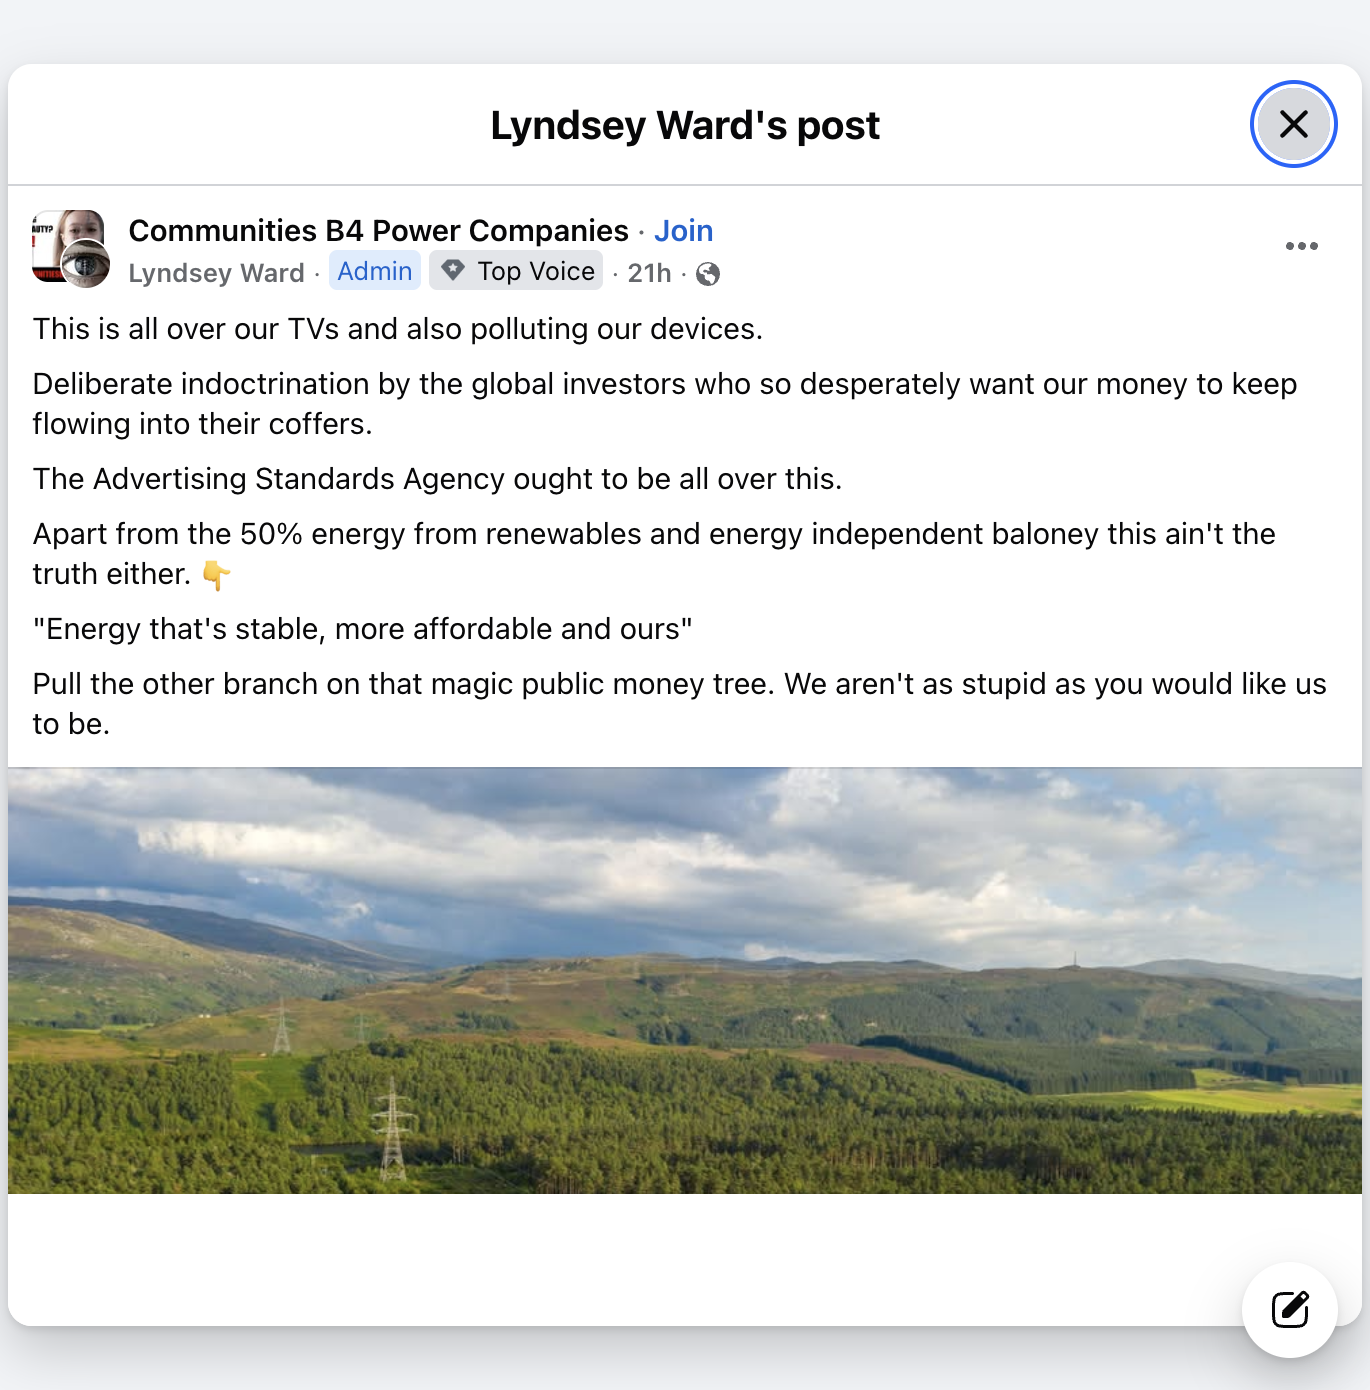 Lyndsey Ward's post
Communities B4 Power Companies · Join
Lyndsey Ward · Admin Top Voice · 21h ·
This is all over our TVs and also polluting our devices.
Deliberate indoctrination by the global investors who so desperately want our money to keep
flowing into their coffers.
The Advertising Standards Agency ought to be all over this.
Apart from the 50% energy from renewables and energy independent baloney this ain't the
truth either. 👇
"Energy that's stable, more affordable and ours"
Pull the other branch on that magic public money tree. We aren't as stupid as you would like us
to be.